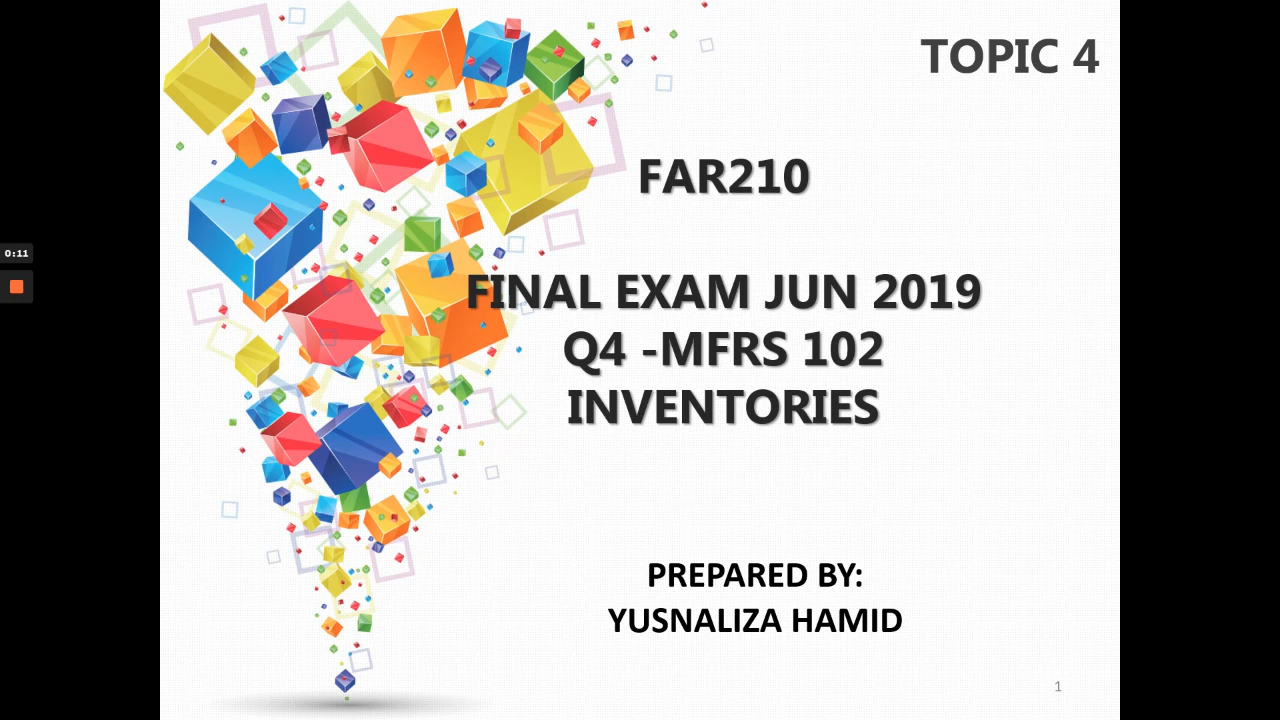 TOPIC 4
FAR210
FINAL EXAM JUN 2019
Q4 -MFRS 102
INVENTORIES
0:11
PREPARED BY:
YUSNALIZA HAMID
1